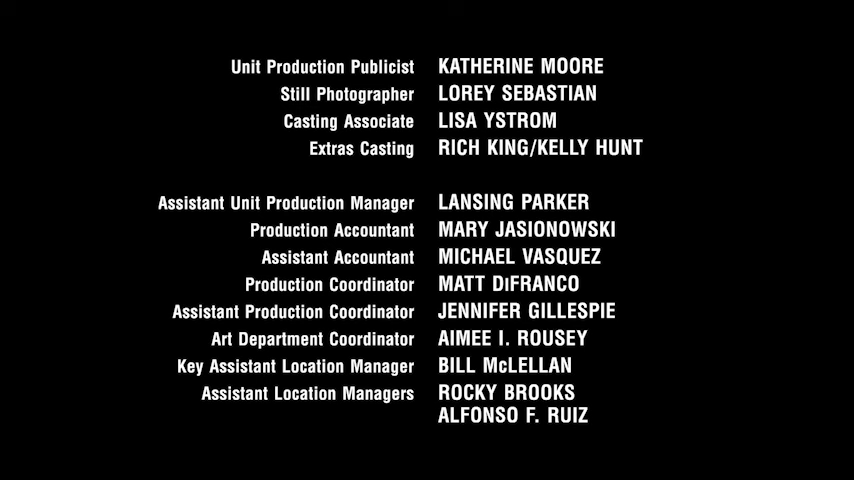 Unit Production Publicist KATHERINE MOORE
Still Photographer LOREY SEBASTIAN
Casting Associate LISA YSTROM
Extras Casting RICH KING/KELLY HUNT
Assistant Unit Production Manager LANSING PARKER
Production Accountant MARY JASIONOWSKI
Assistant Accountant MICHAEL VASQUEZ
Production Coordinator MATT DiFRANCO
Assistant Production Coordinator JENNIFER GILLESPIE
Art Department Coordinator AIMEE I. ROUSEY
Key Assistant Location Manager BILL McLELLAN
Assistant Location Managers ROCKY BROOKS
ALFONSO F. RUIZ